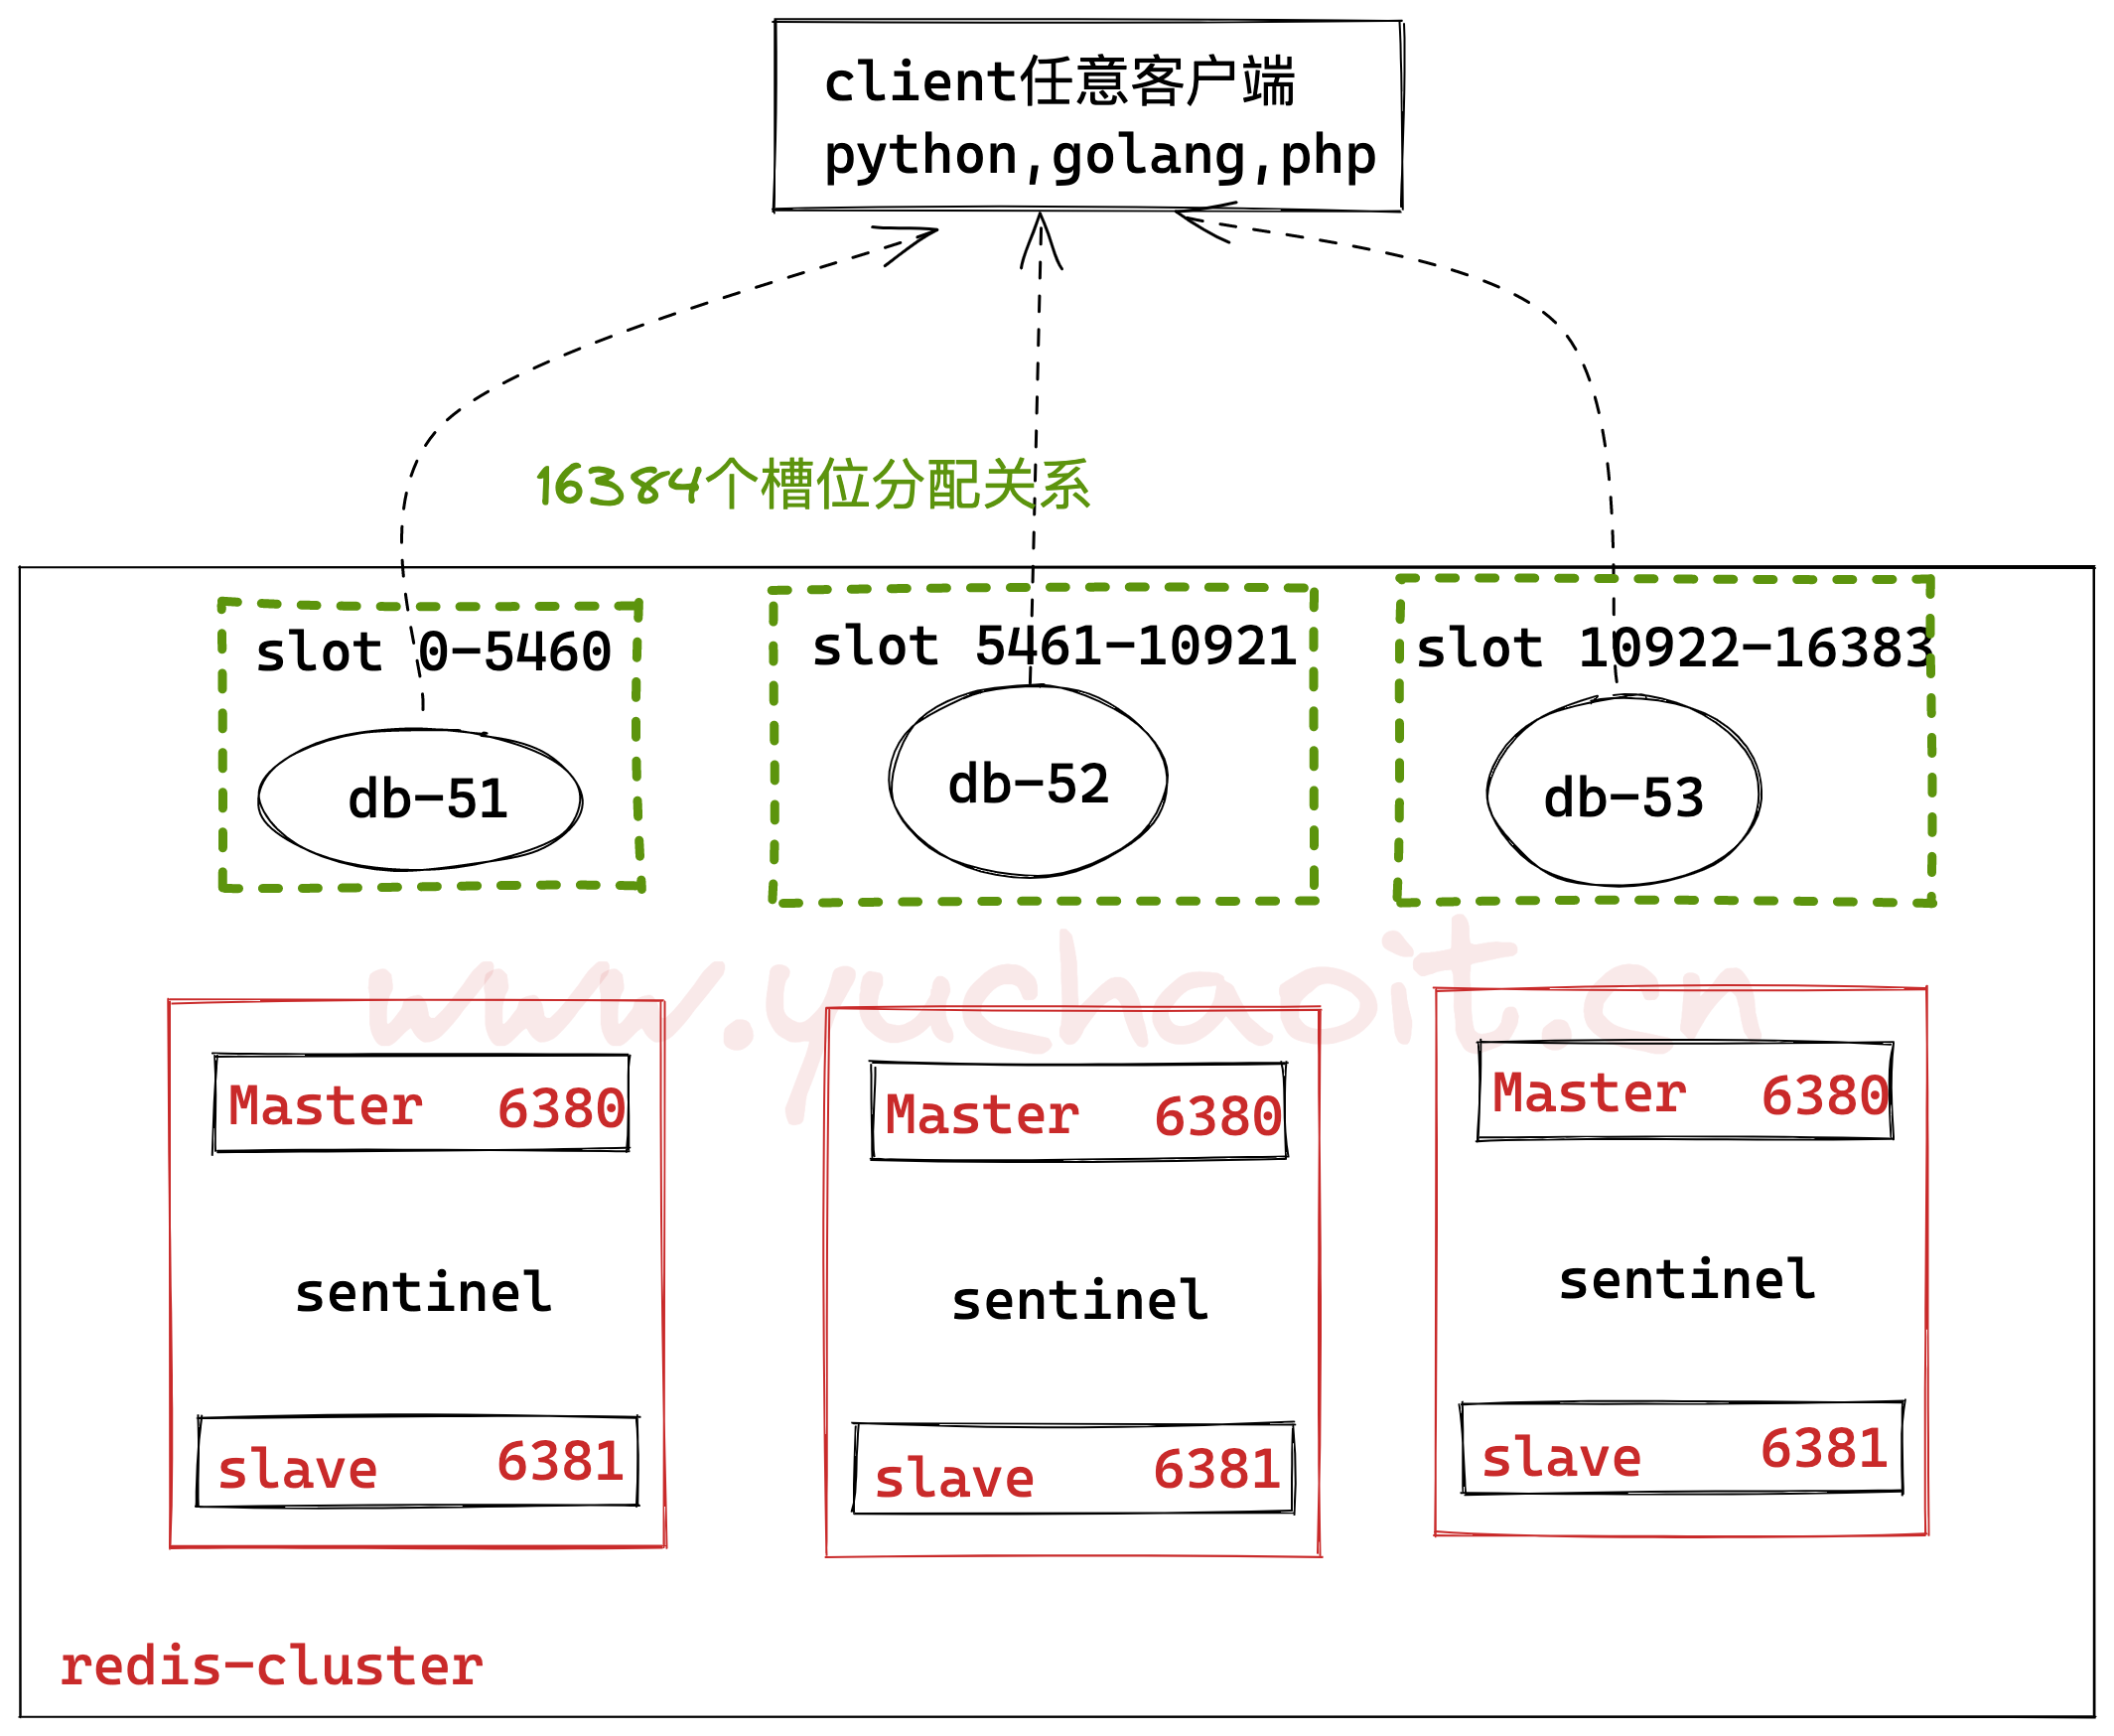 client任意客户端
python,golang,php
16384个槽位分配关系
slot 0-5460
db-51
slot 5461-10921
db-52
slot 10922-16383
db-53
www.yuchaoit.cn
Master 6380
sentinel
slave 6381
Master 6380
sentinel
slave 6381
Master 6380
sentinel
slave 6381
redis-cluster